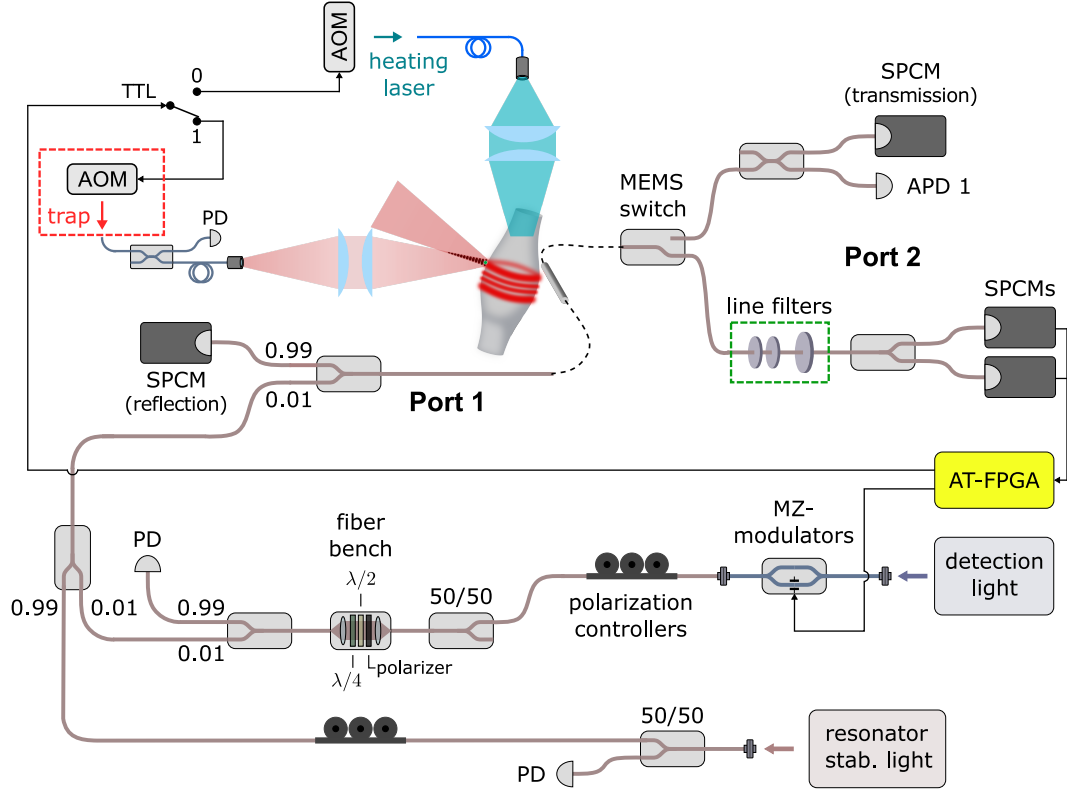 AOM
heating
laser
0
TTL
1
AOM
trap
PD
SPCM
(transmission)
APD 1
MEMS
switch
Port 2
line filters
SPCMs
SPCM
(reflection)
0.99
0.01
Port 1
AT-FPGA
MZ-
modulators
detection
light
polarization
controllers
50/50
fiber
bench
λ/2
λ/4
polarizer
PD
0.99
0.01
0.99
0.01
50/50
PD
resonator
stab. light